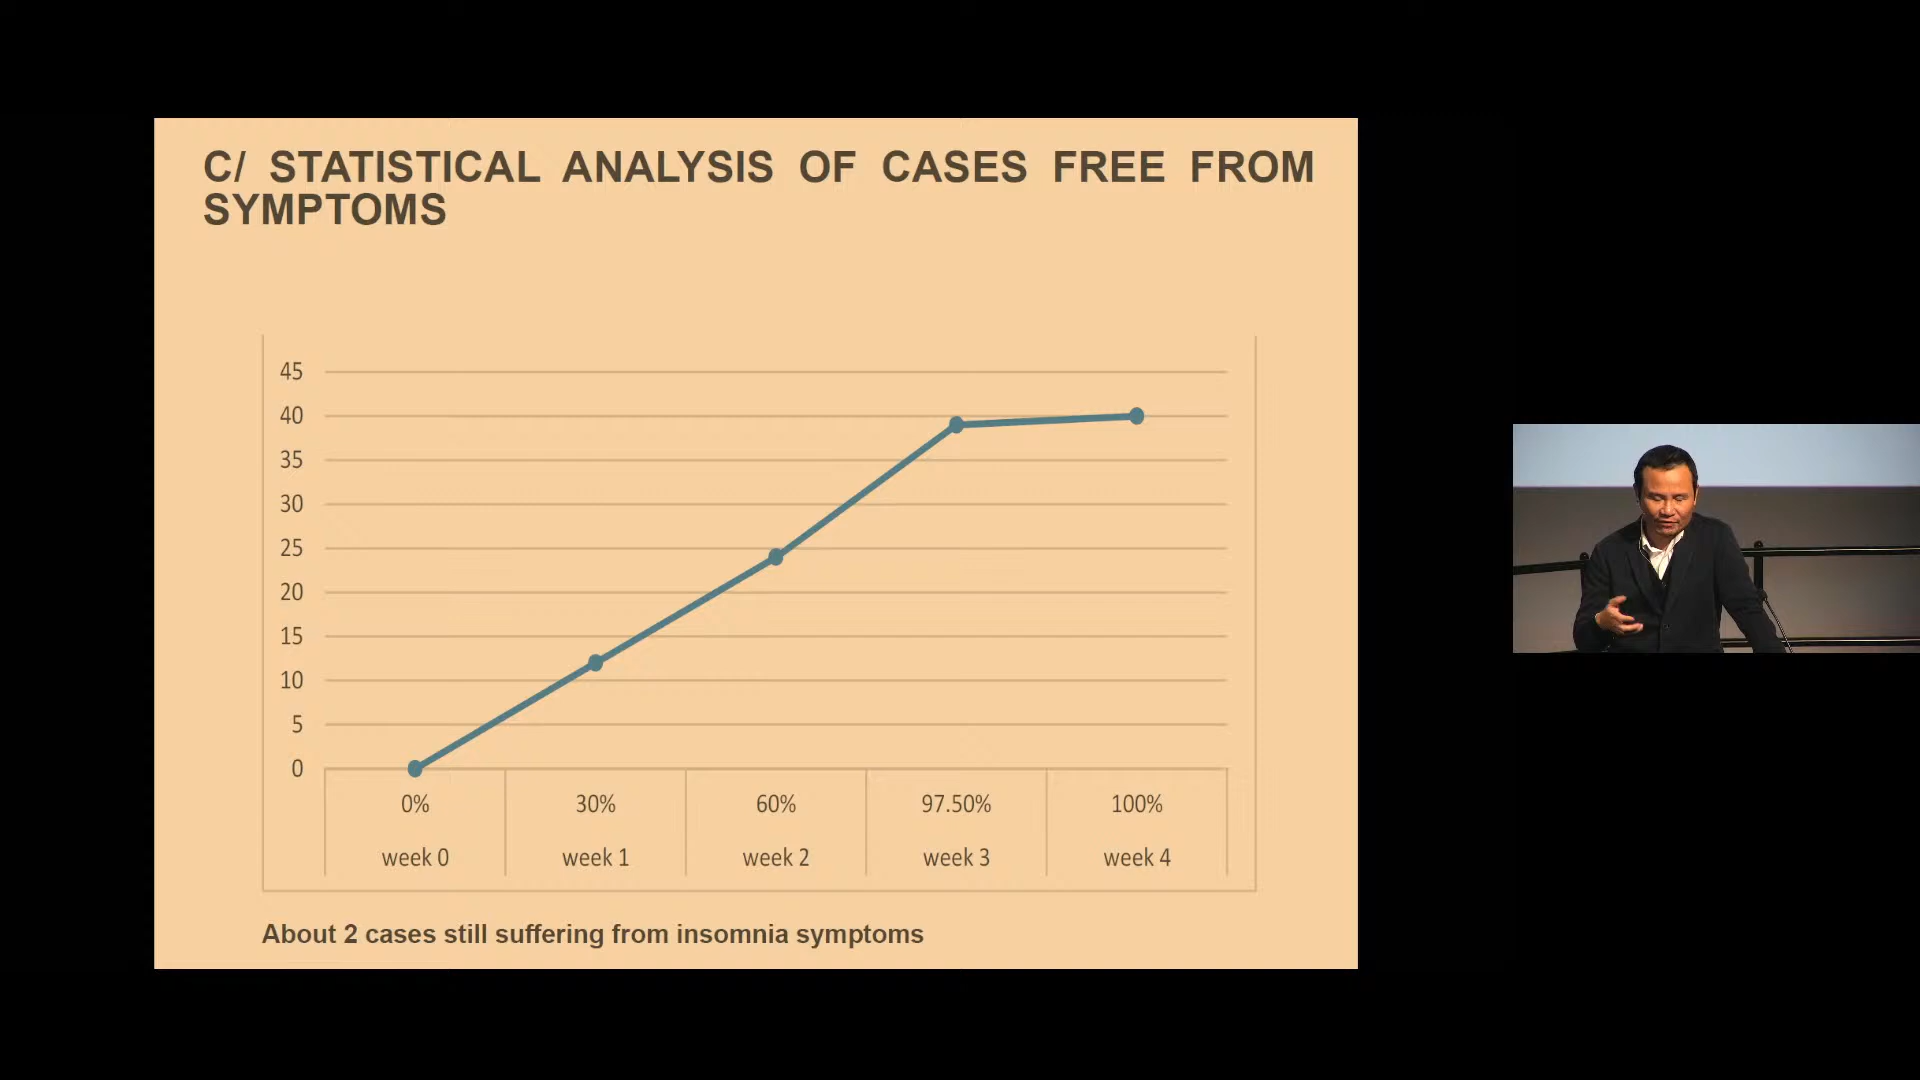 C/ STATISTICAL ANALYSIS OF CASES FREE FROM
SYMPTOMS
45
40
35
30
25
20
15
10
5
0
0% 30% 60% 97.50% 100%
week 0 week 1 week 2 week 3 week 4
About 2 cases still suffering from insomnia symptoms